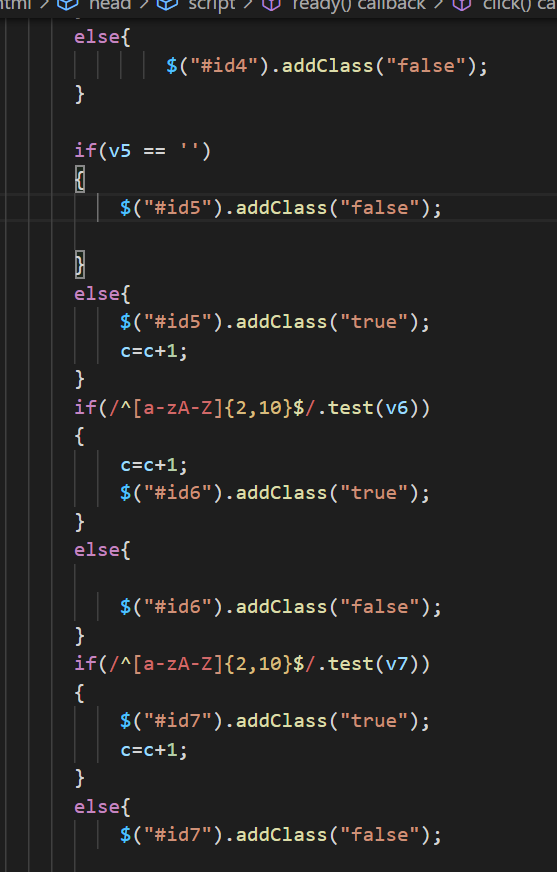 html > head > script > ready() callback > click() ca
else{
$("#id4").addClass("false");
}
if(v5 == '')
{
$("#id5").addClass("false");
}
else{
$("#id5").addClass("true");
c=c+1;
}
if(/^[a-zA-Z]{2,10}$/.test(v6))
{
c=c+1;
$("#id6").addClass("true");
}
else{
$("#id6").addClass("false");
}
if(/^[a-zA-Z]{2,10}$/.test(v7))
{
$("#id7").addClass("true");
c=c+1;
}
else{
$("#id7").addClass("false");